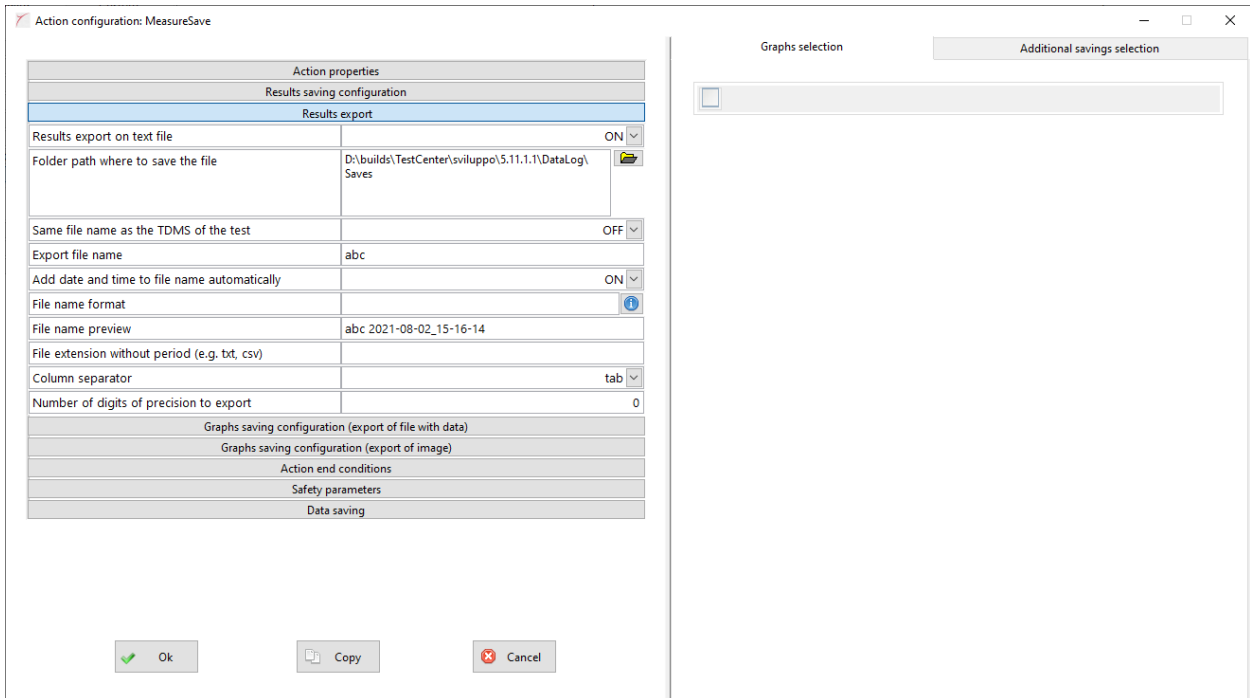 Action configuration: MeasureSave
Graphs selection
Additional savings selection
Action properties
Results saving configuration
Results export
Results export on text file ON
Folder path where to save the file D:\builds\TestCenter\sviluppo\5.11.1.1\DataLog\
Saves
Same file name as the TDMS of the test OFF
Export file name abc
Add date and time to file name automatically ON
File name format
File name preview abc 2021-08-02_15-16-14
File extension without period (e.g. txt, csv)
Column separator tab
Number of digits of precision to export 0
Graphs saving configuration (export of file with data)
Graphs saving configuration (export of image)
Action end conditions
Safety parameters
Data saving
Ok
Copy
Cancel